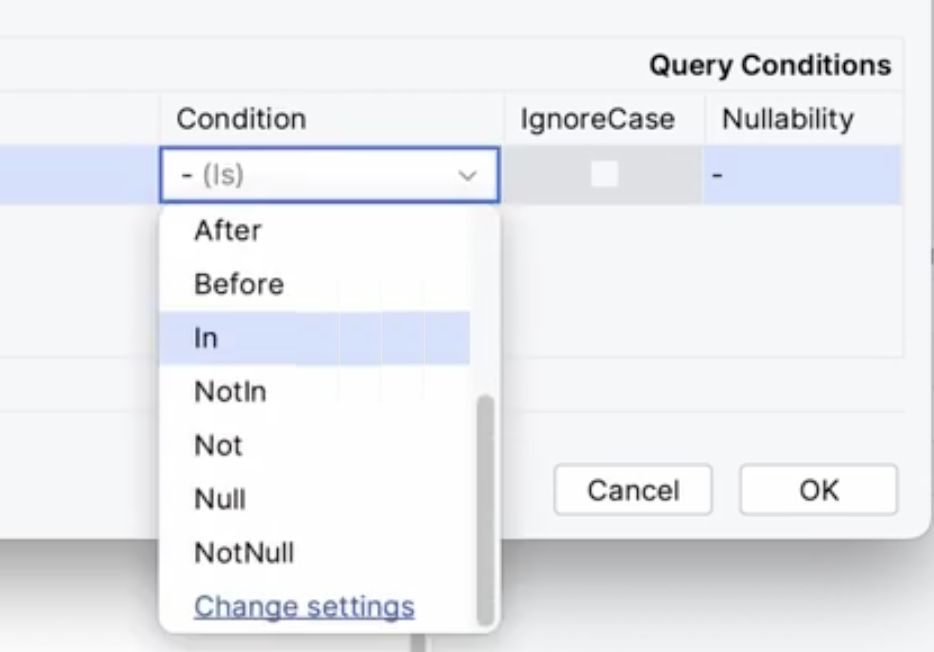 Query Conditions
Condition IgnoreCase Nullability
- (Is) -
After
Before
In
NotIn
Not
Null
NotNull
Change settings
Cancel OK